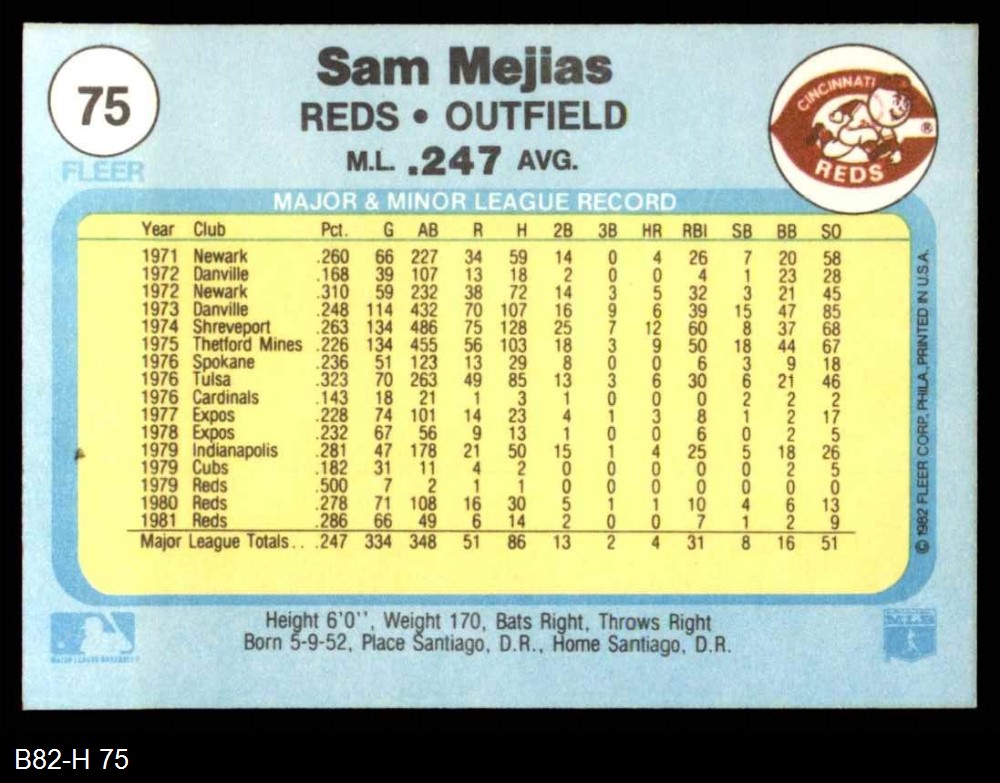 75
Sam Mejias
REDS • OUTFIELD
M.L. .247 AVG.
FLEER
CINCINNATI
REDS
®
MAJOR & MINOR LEAGUE RECORD
Year Club Pct. G AB R H 2B 3B HR RBI SB BB SO
1971 Newark .260 66 227 34 59 14 0 4 26 7 20 58
1972 Danville .168 39 107 13 18 2 0 0 4 1 23 28
1972 Newark .310 59 232 38 72 14 3 5 32 3 21 45
1973 Danville .248 114 432 70 107 16 9 6 39 15 47 85
1974 Shreveport .263 134 486 75 128 25 7 12 60 8 37 68
1975 Thetford Mines .226 134 455 56 103 18 3 9 50 18 44 67
1976 Spokane .236 51 123 13 29 8 0 0 6 3 9 18
1976 Tulsa .323 70 263 49 85 13 3 6 30 6 21 46
1976 Cardinals .143 18 21 1 3 1 0 0 0 2 2 2
1977 Expos .228 74 101 14 23 4 1 3 8 1 2 17
1978 Expos .232 67 56 9 13 1 0 0 6 0 2 5
1979 Indianapolis .281 47 178 21 50 15 1 4 25 5 18 26
1979 Cubs .182 31 11 4 2 0 0 0 0 0 2 5
1979 Reds .500 7 2 1 1 0 0 0 0 0 0 0
1980 Reds .278 71 108 16 30 5 1 1 10 4 6 13
1981 Reds .286 66 49 6 14 2 0 0 7 1 2 9
Major League Totals.. .247 334 348 51 86 13 2 4 31 8 16 51
© 1982 FLEER CORP. PHILA., PRINTED IN U.S.A.
Height 6'0'', Weight 170, Bats Right, Throws Right
Born 5-9-52, Place Santiago, D.R., Home Santiago, D.R.
MAJOR LEAGUE BASEBALL
B82-H 75